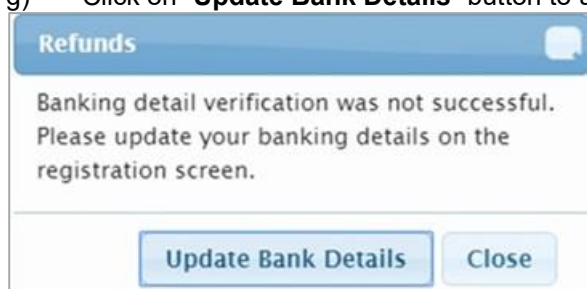 g) Click on "Update Bank Details" button to
Refunds
Banking detail verification was not successful.
Please update your banking details on the
registration screen.
Update Bank Details Close